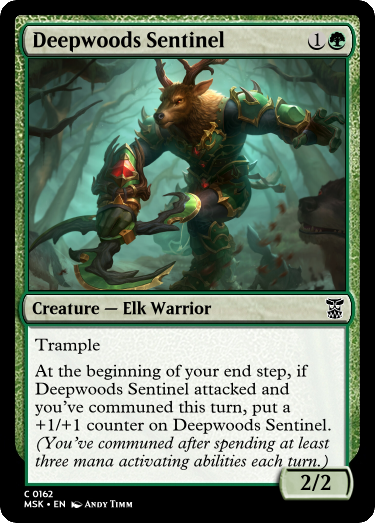 Deepwoods Sentinel 1
Creature — Elk Warrior
Trample
At the beginning of your end step, if
Deepwoods Sentinel attacked and
you've communed this turn, put a
+1/+1 counter on Deepwoods Sentinel.
(You've communed after spending at least
three mana activating abilities each turn.)
2/2
C 0162
MSK • EN Andy Timm